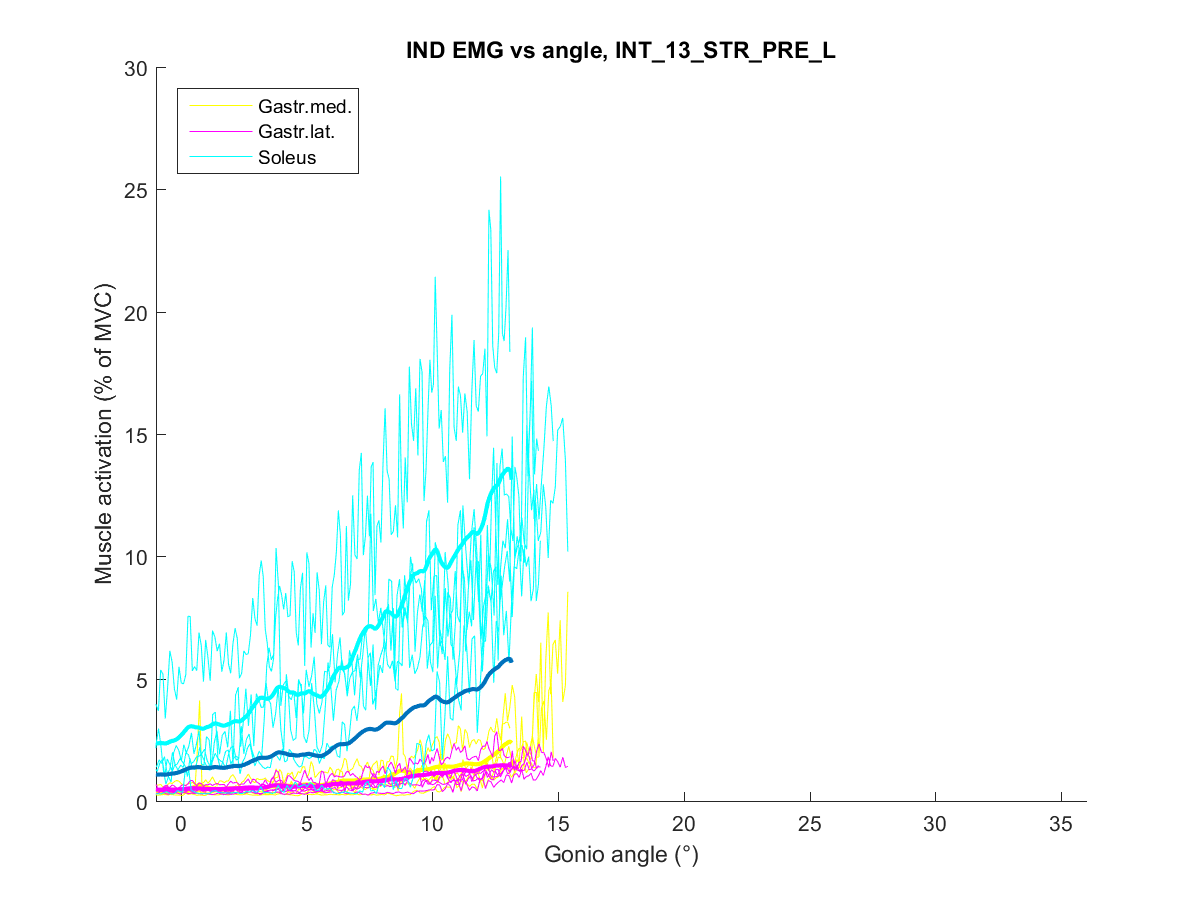 IND EMG vs angle, INT_13_STR_PRE_L
30
25
20
15
10
5
0
Muscle activation (% of MVC)
Gastr.med.
Gastr.lat.
Soleus
0 5 10 15 20 25 30 35
Gonio angle (°)